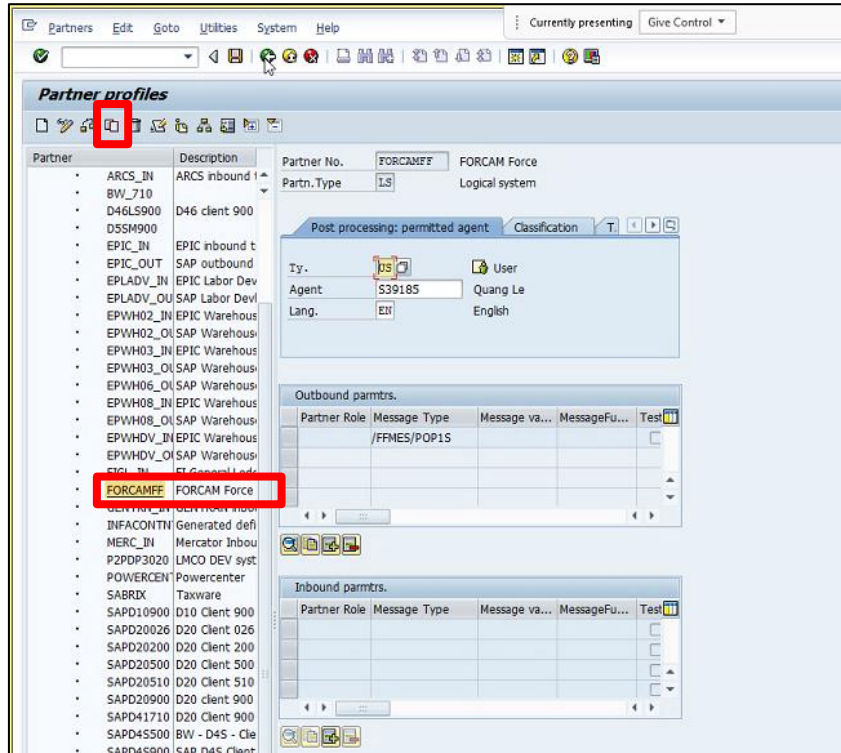 Partners Edit Goto Utilities System Help
Currently presenting Give Control
Partner profiles
Partner Description
ARCS_IN ARCS inbound
BW_710
D46LS900 D46 client 900
D5SM900
EPIC_IN EPIC inbound t
EPIC_OUT SAP outbound
EPLADV_IN EPIC Labor Dev
EPLADV_OU SAP Labor Devl
EPWH02_IN EPIC Warehous
EPWH02_OU SAP Warehous
EPWH03_IN EPIC Warehous
EPWH03_OU SAP Warehous
EPWH06_OU SAP Warehous
EPWH08_IN EPIC Warehous
EPWH08_OU SAP Warehous
EPWHDV_IN EPIC Warehous
EPWHDV_OU SAP Warehous
FORCAMFF FORCAM Force
INFACONTN Generated defi
MERC_IN Mercator Inbou
P2PDP3020 LMCO DEV syst
POWERCENT Powercenter
SABRIX Taxware
SAPD10900 D10 Client 900
SAPD20026 D20 Client 026
SAPD20200 D20 Client 200
SAPD20500 D20 Client 500
SAPD20510 D20 Client 510
SAPD20900 D20 client 900
SAPD41710 D20 Client 900
SAPD4S500 BW - D4S - Clie
SAPD4S900 SAP D4S Client
Partner No. FORCAMFF FORCAM Force
Partn.Type LS Logical system
Post processing: permitted agent Classification T.
Ty. US User
Agent S39185 Quang Le
Lang. EN English
Outbound parmtrs.
Partner Role Message Type Message va... MessageFu... Test
/FFMES/POP1S
Inbound parmtrs.
Partner Role Message Type Message va... MessageFu... Test